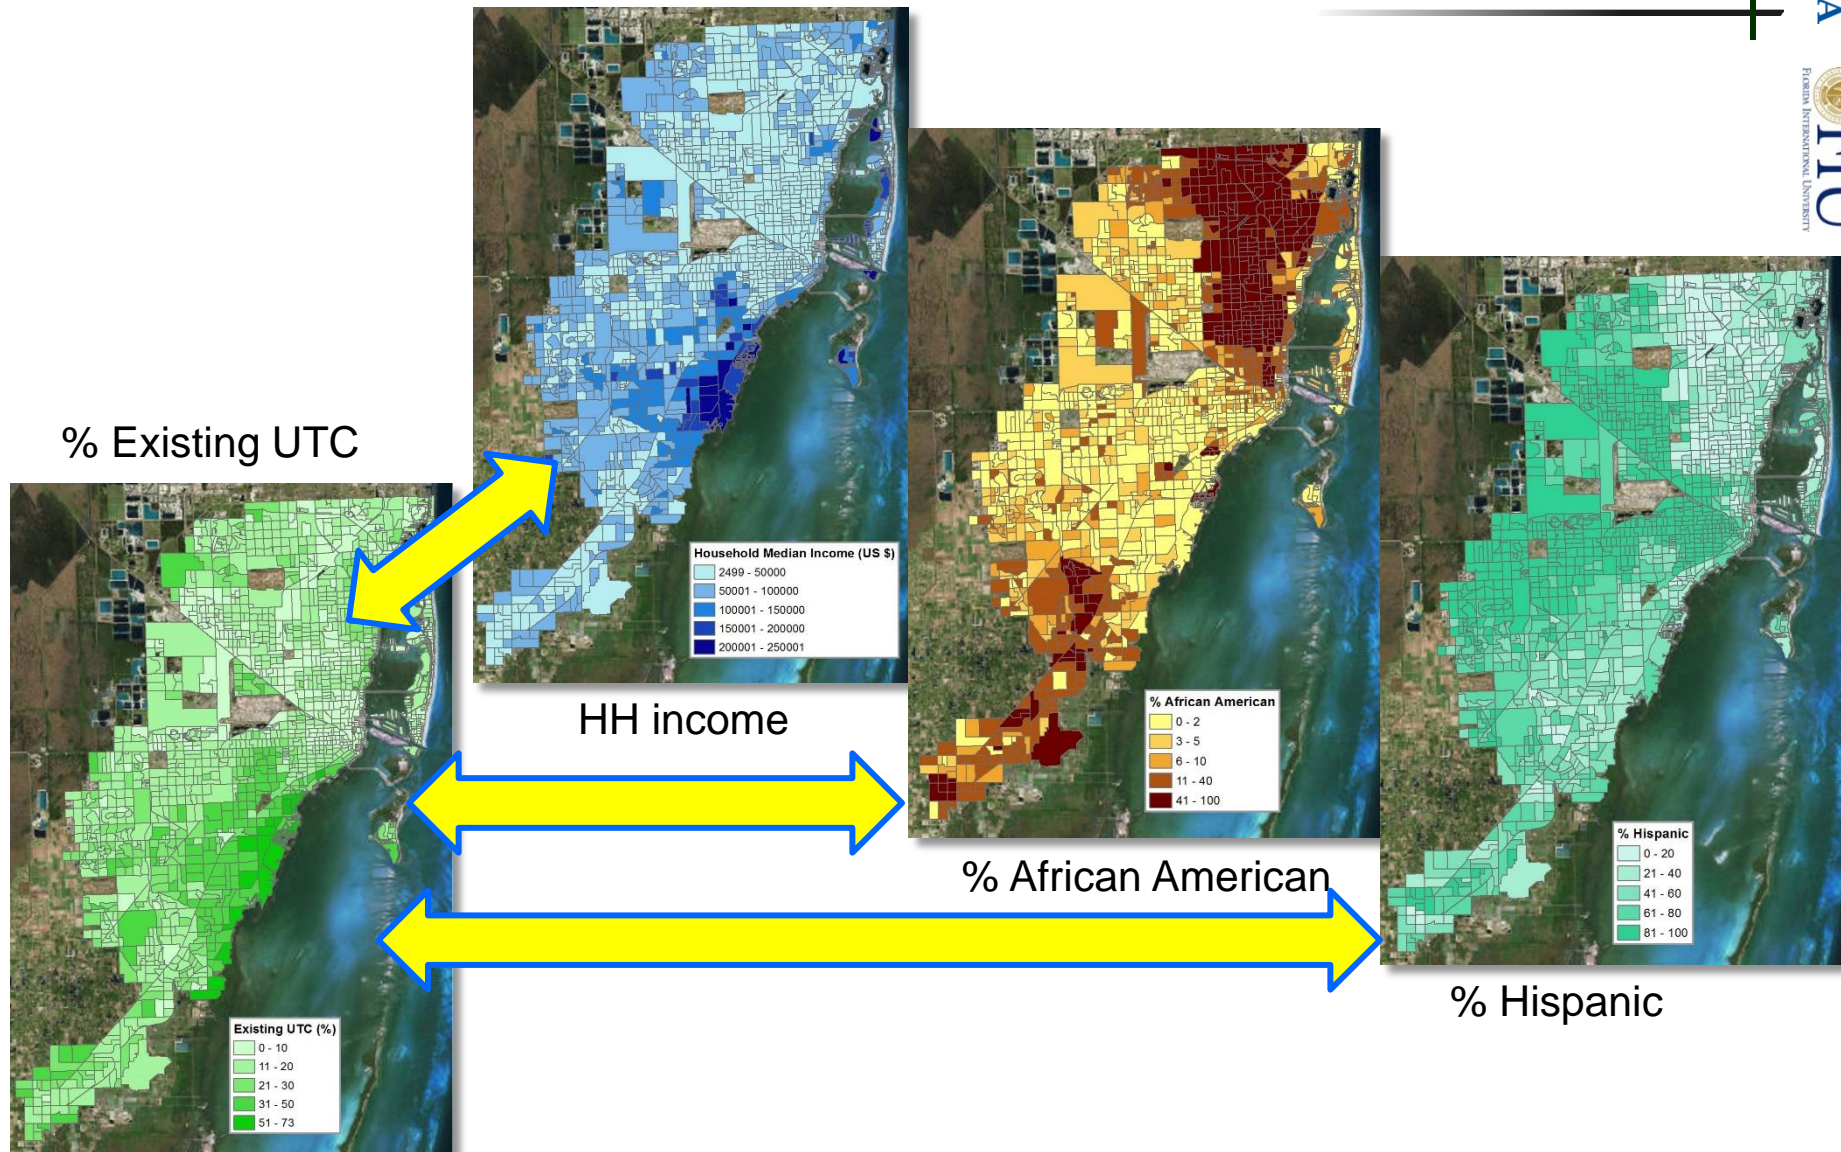 A
FIU
FLORIDA INTERNATIONAL UNIVERSITY
% Existing UTC
Household Median Income (US $)
2499 - 50000
50001 - 100000
100001 - 150000
150001 - 200000
200001 - 250001
HH income
% African American
0 - 2
3 - 5
6 - 10
11 - 40
41 - 100
% African American
% Hispanic
0 - 20
21 - 40
41 - 60
61 - 80
81 - 100
% Hispanic
Existing UTC (%)
0 - 10
11 - 20
21 - 30
31 - 50
51 - 73